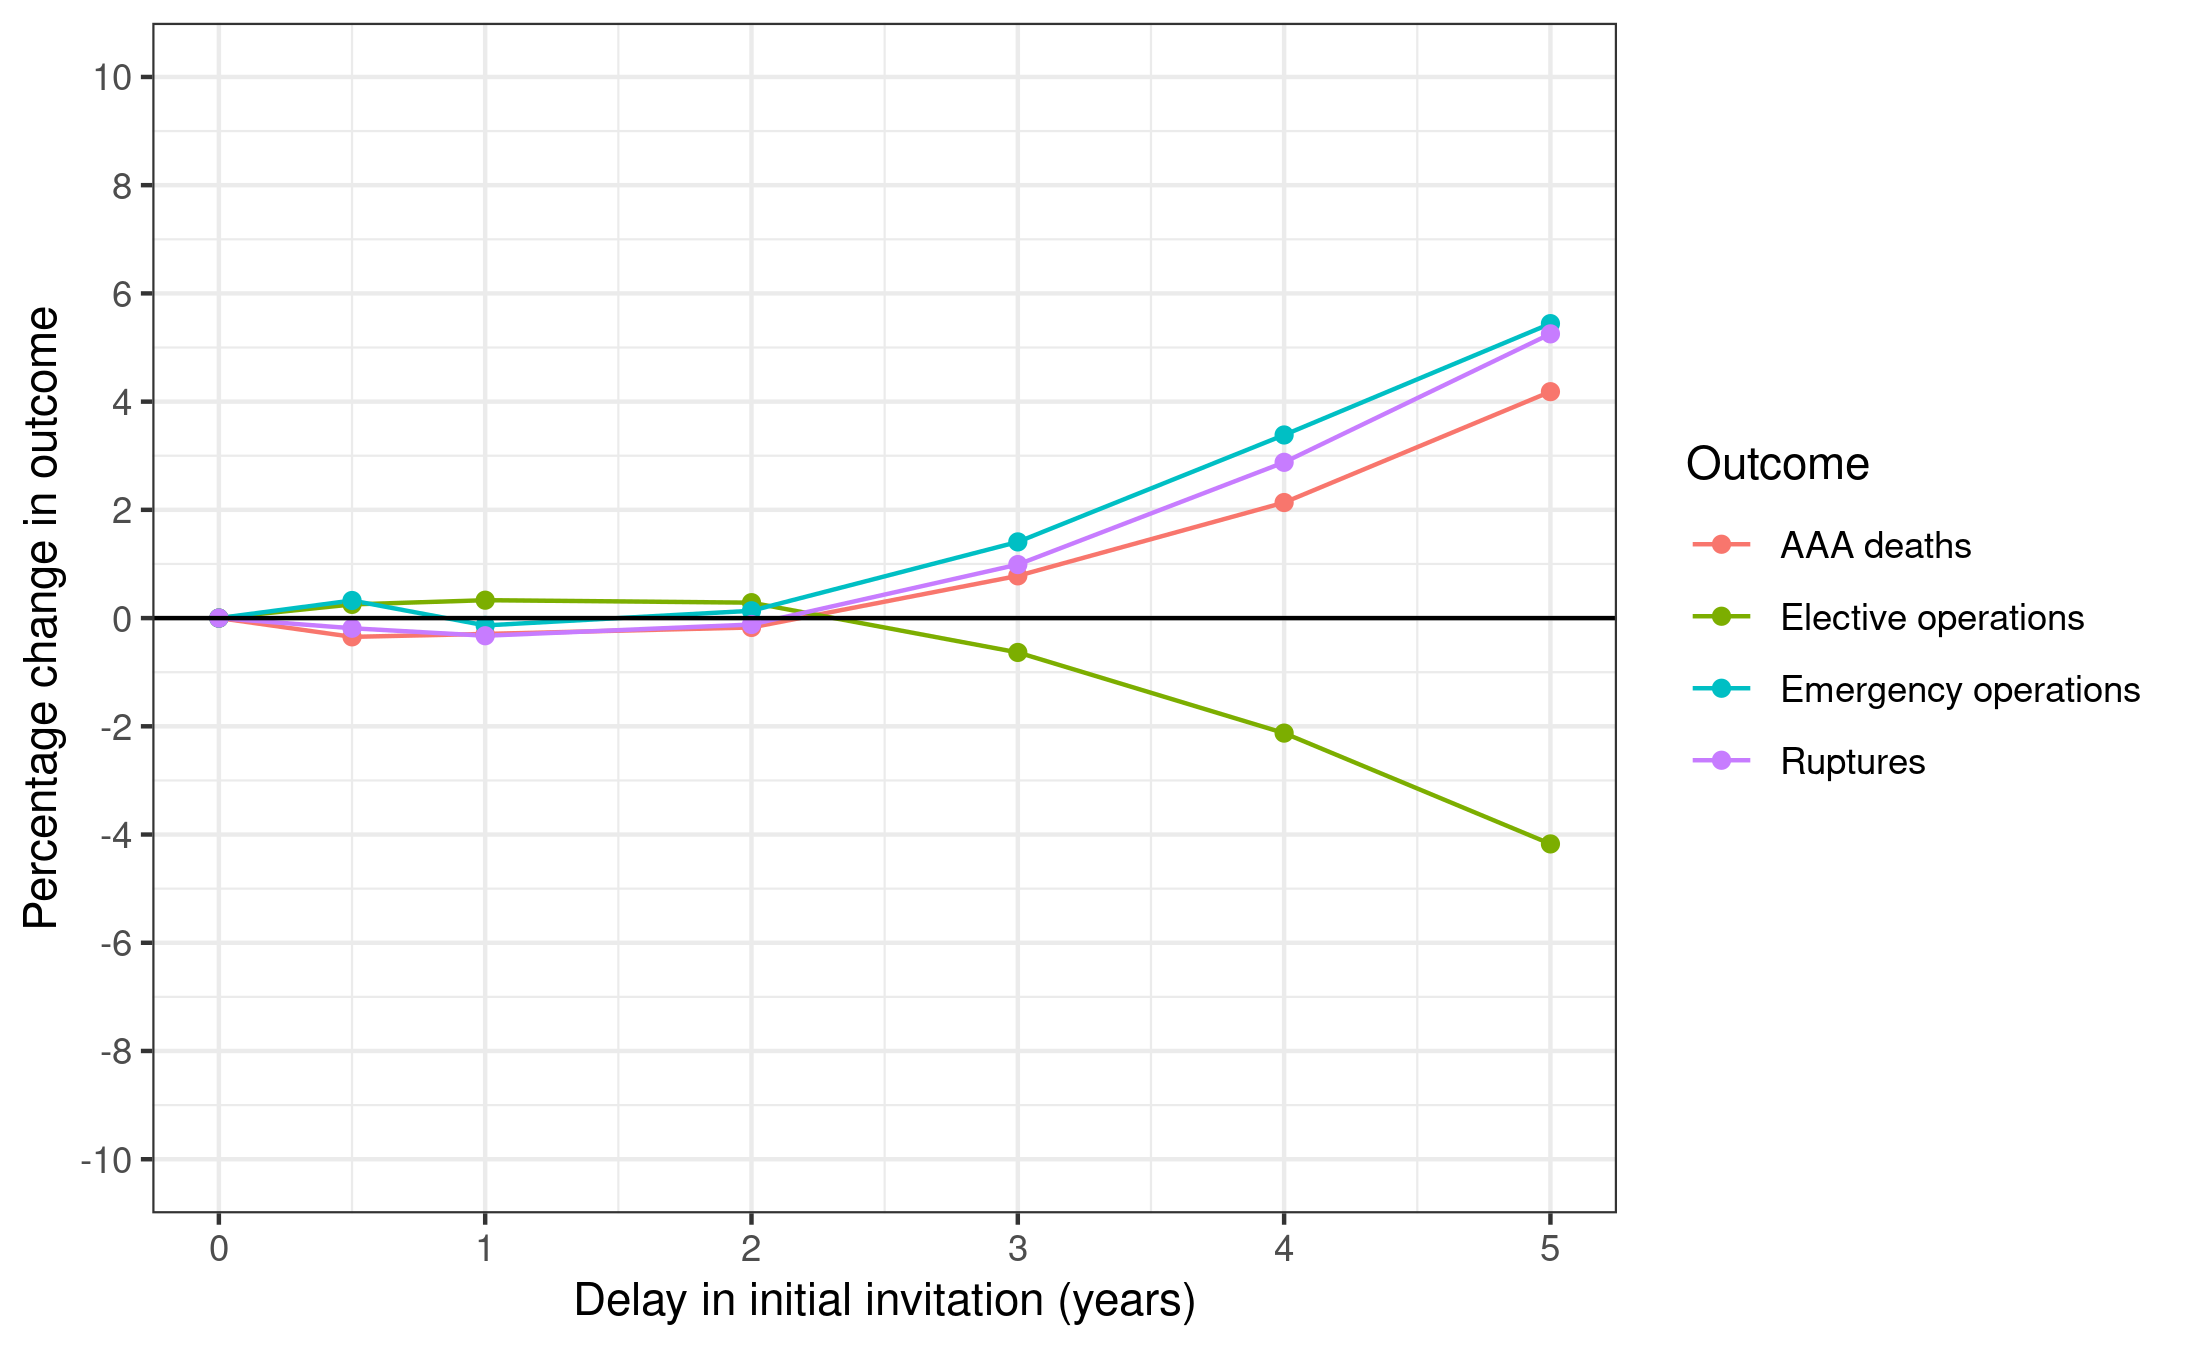 Percentage change in outcome
10
8
6
4
2
0
-2
-4
-6
-8
-10
0 1 2 3 4 5
Delay in initial invitation (years)
Outcome
AAA deaths
Elective operations
Emergency operations
Ruptures